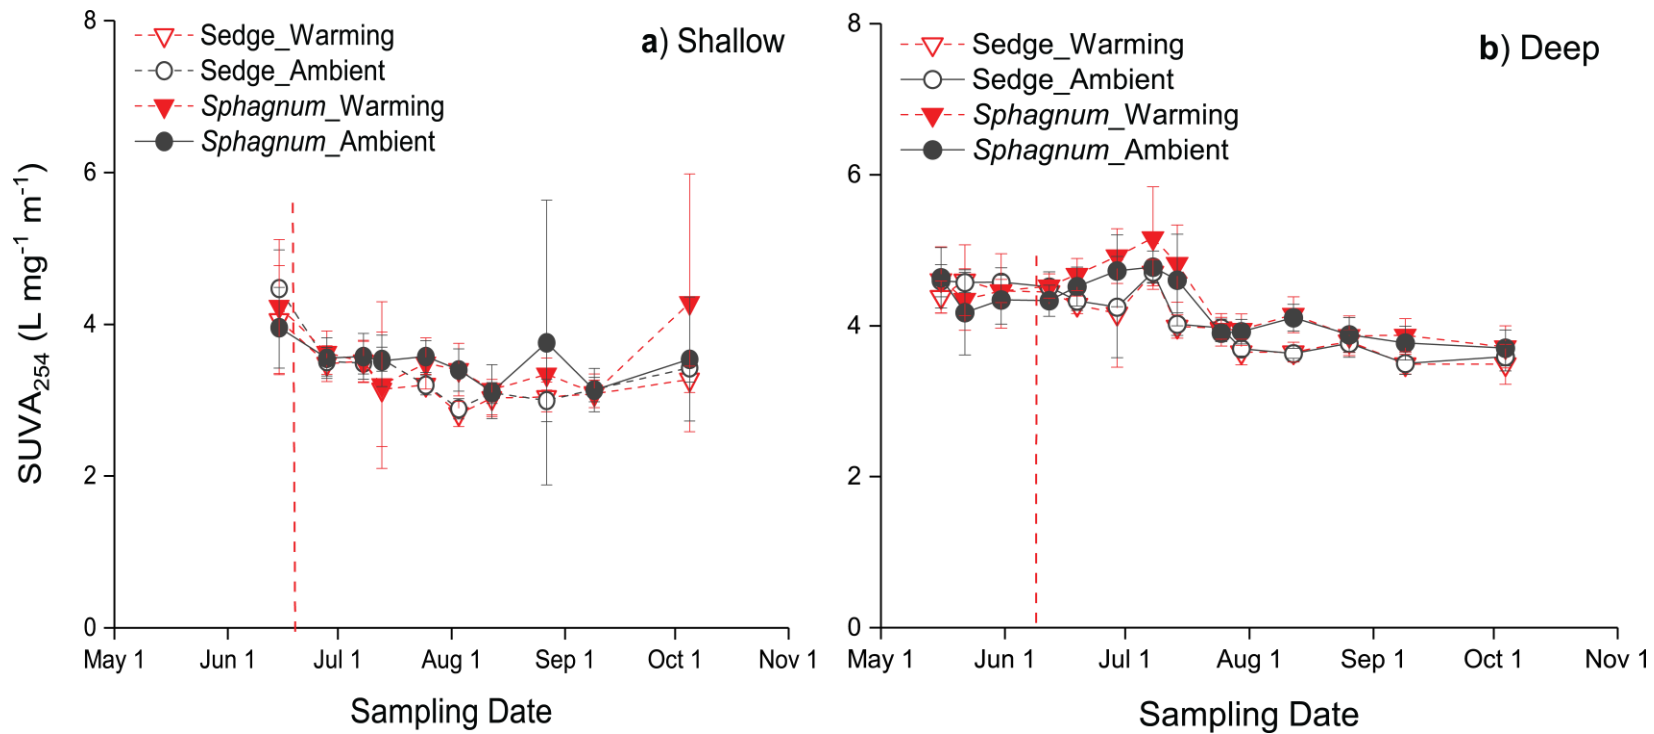 8
6
4
2
0
SUVA254 (L mg-1 m-1)
Sedge_Warming
Sedge_Ambient
Sphagnum_Warming
Sphagnum_Ambient
a) Shallow
May 1 Jun 1 Jul 1 Aug 1 Sep 1 Oct 1 Nov 1
Sampling Date
8
6
4
2
0
Sedge_Warming
Sedge_Ambient
Sphagnum_Warming
Sphagnum_Ambient
b) Deep
May 1 Jun 1 Jul 1 Aug 1 Sep 1 Oct 1 Nov 1
Sampling Date